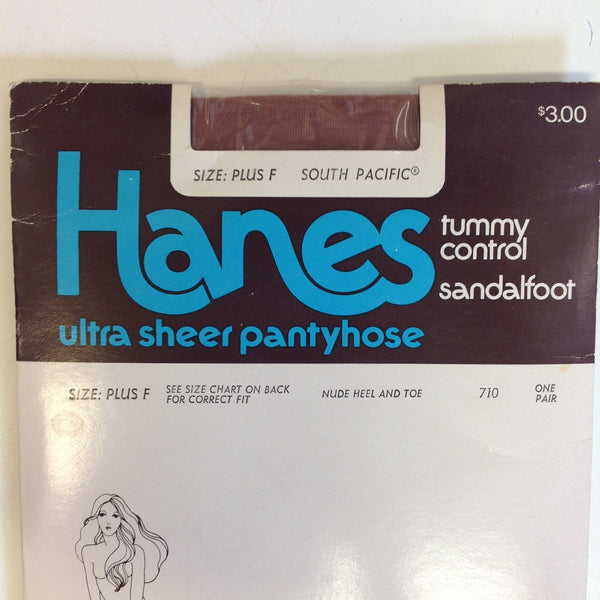 $3.00
SIZE: PLUS F SOUTH PACIFIC®
Hanes
tummy
control
sandalfoot
ultra sheer pantyhose
SIZE: PLUS F
SEE SIZE CHART ON BACK
FOR CORRECT FIT
NUDE HEEL AND TOE
710
ONE
PAIR